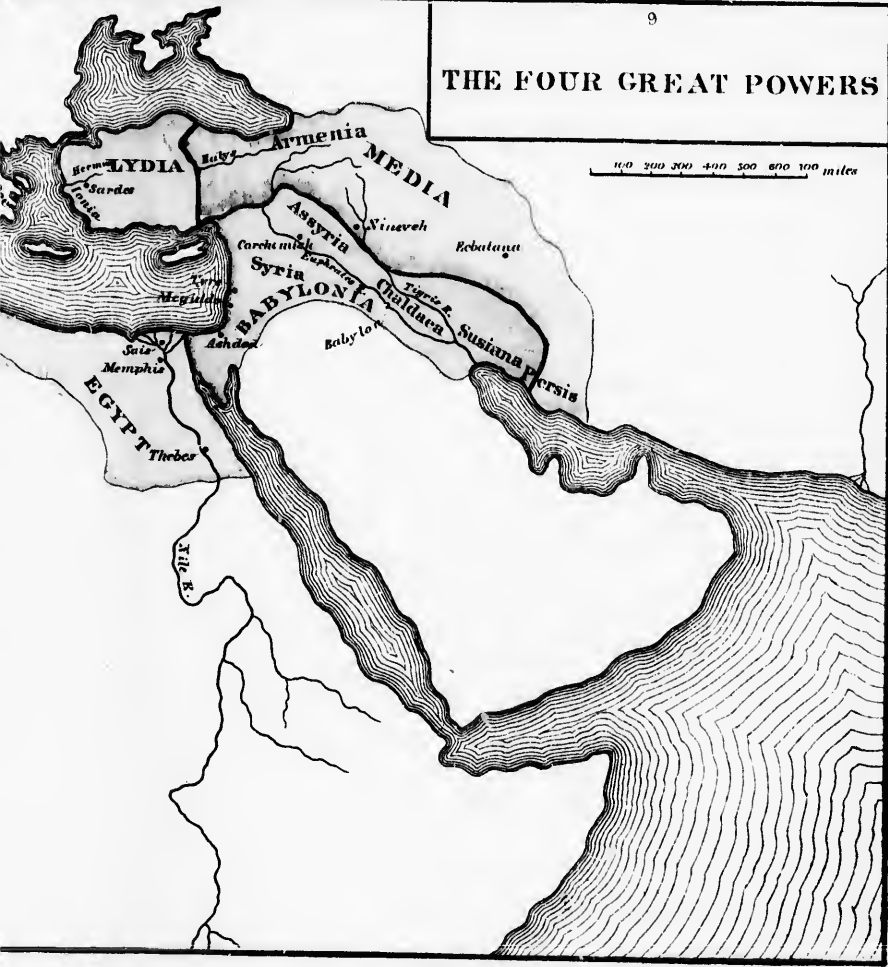 9
THE FOUR GREAT POWERS
100 200 300 400 500 600 700 miles
Armenia
MEDIA
Halys
LYDIA
Sardes
Ionia
Assyria
Nineveh
Ecbatana
Carchemish
Euphrates
Syria
Tigris R.
Tyre
Megiddo
BABYLONIA
Chaldaea
Babylon
Susiana
Persis
Ashdod
Sais
Memphis
EGYPT
Thebes
Nile R.